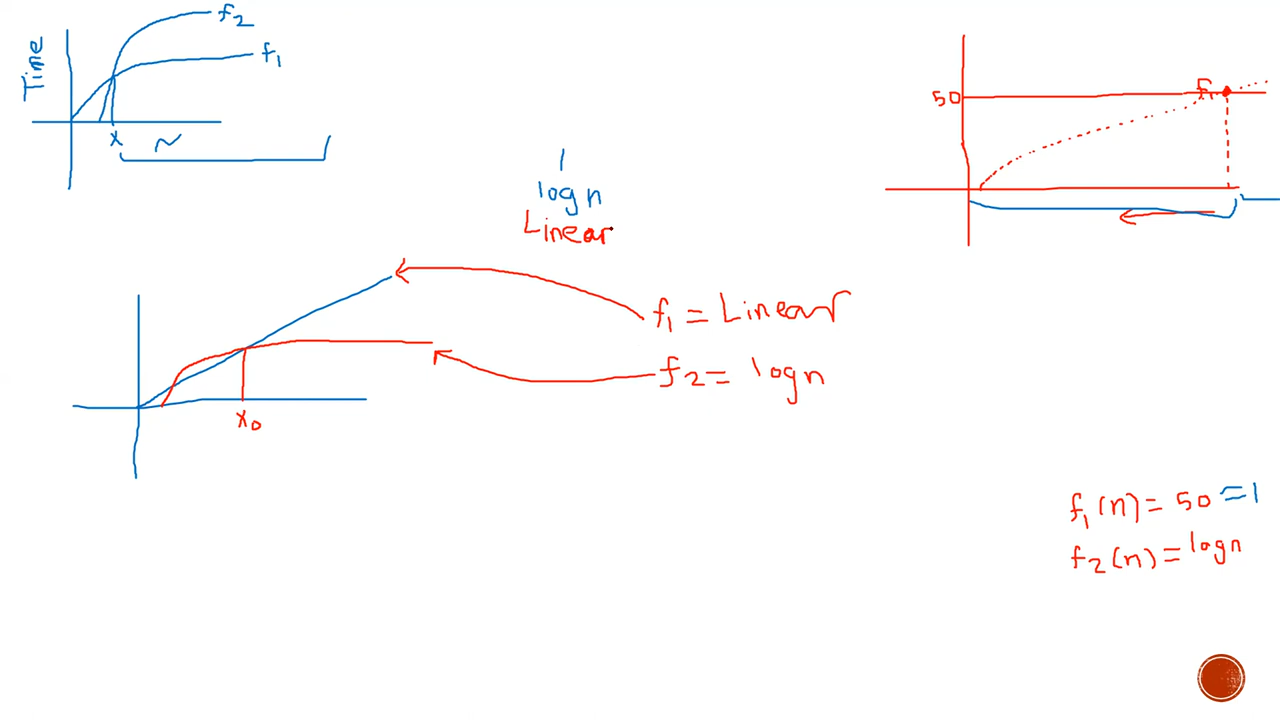 f2
f1
Time
x
N
50
f1
1
log n
Linear
f1 = Linear
f2 = log n
x0
f1(n) = 50 ≈ 1
f2(n) = log n